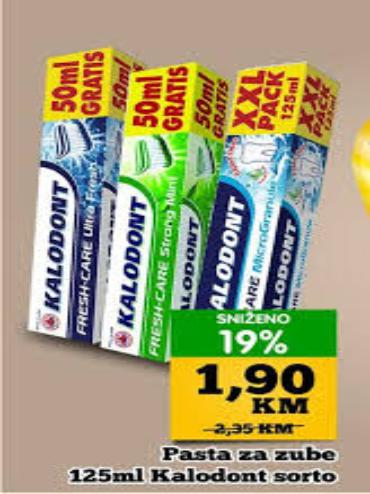 50ml
GRATIS
50ml
GRATIS
50ml
GRATIS
50ml
GRATIS
XXL
PACK
125ml
XXL
PACK
KALODONT
FRESH-CARE Ultra Fresh
KALODONT
FRESH-CARE Strong Mint
KALODONT
CARE MicroGranule
SNIŽENO
19%
1,90
KM
2,35 KM
Pasta za zube
125ml Kalodont sorto